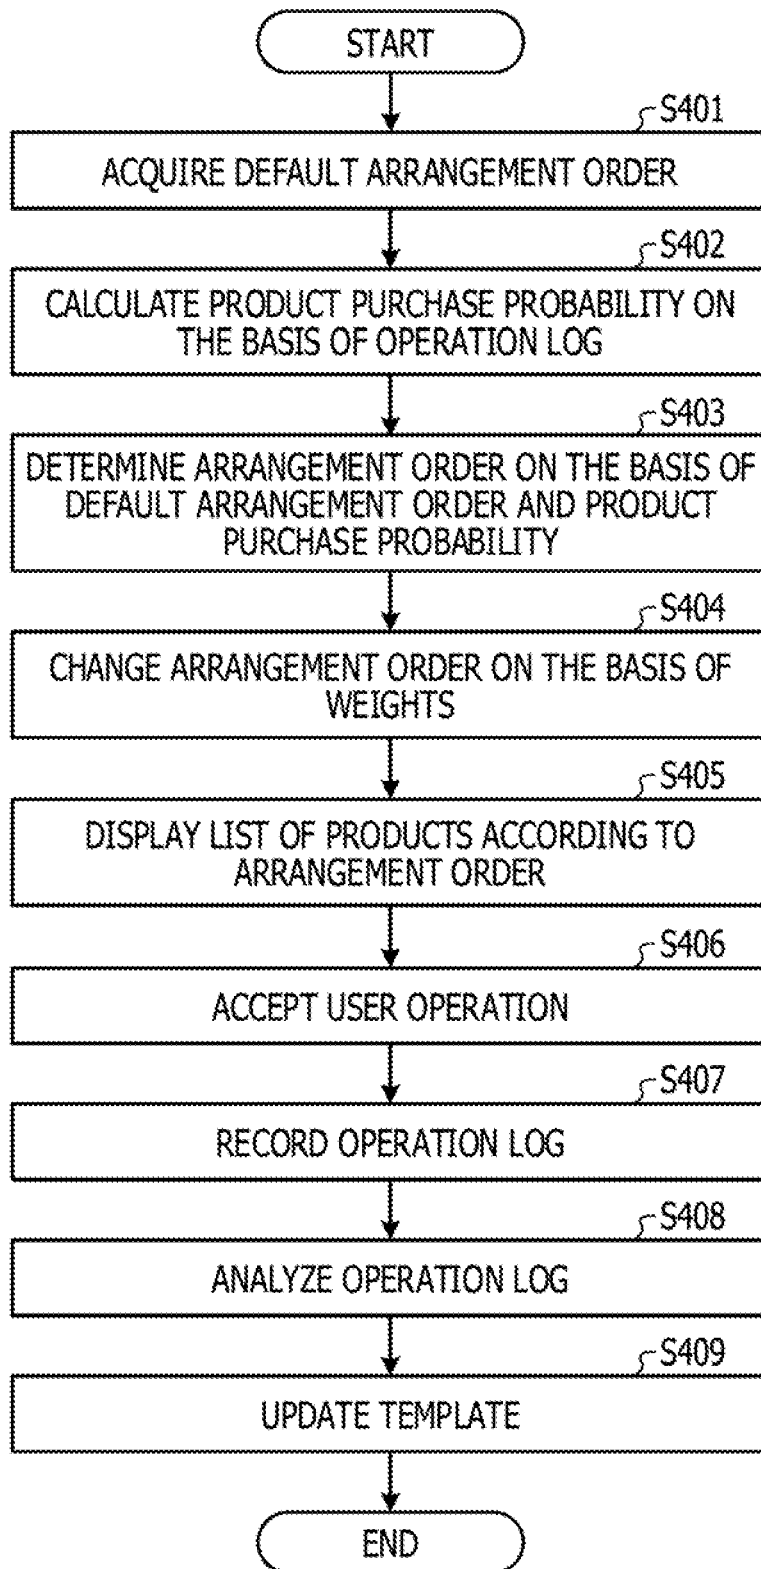 START
S401
ACQUIRE DEFAULT ARRANGEMENT ORDER
S402
CALCULATE PRODUCT PURCHASE PROBABILITY ON
THE BASIS OF OPERATION LOG
S403
DETERMINE ARRANGEMENT ORDER ON THE BASIS OF
DEFAULT ARRANGEMENT ORDER AND PRODUCT
PURCHASE PROBABILITY
S404
CHANGE ARRANGEMENT ORDER ON THE BASIS OF
WEIGHTS
S405
DISPLAY LIST OF PRODUCTS ACCORDING TO
ARRANGEMENT ORDER
S406
ACCEPT USER OPERATION
S407
RECORD OPERATION LOG
S408
ANALYZE OPERATION LOG
S409
UPDATE TEMPLATE
END